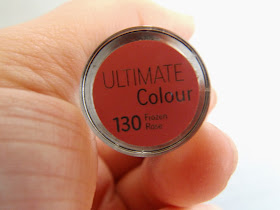 ULTIMATE
Colour
130 Frozen
Rose